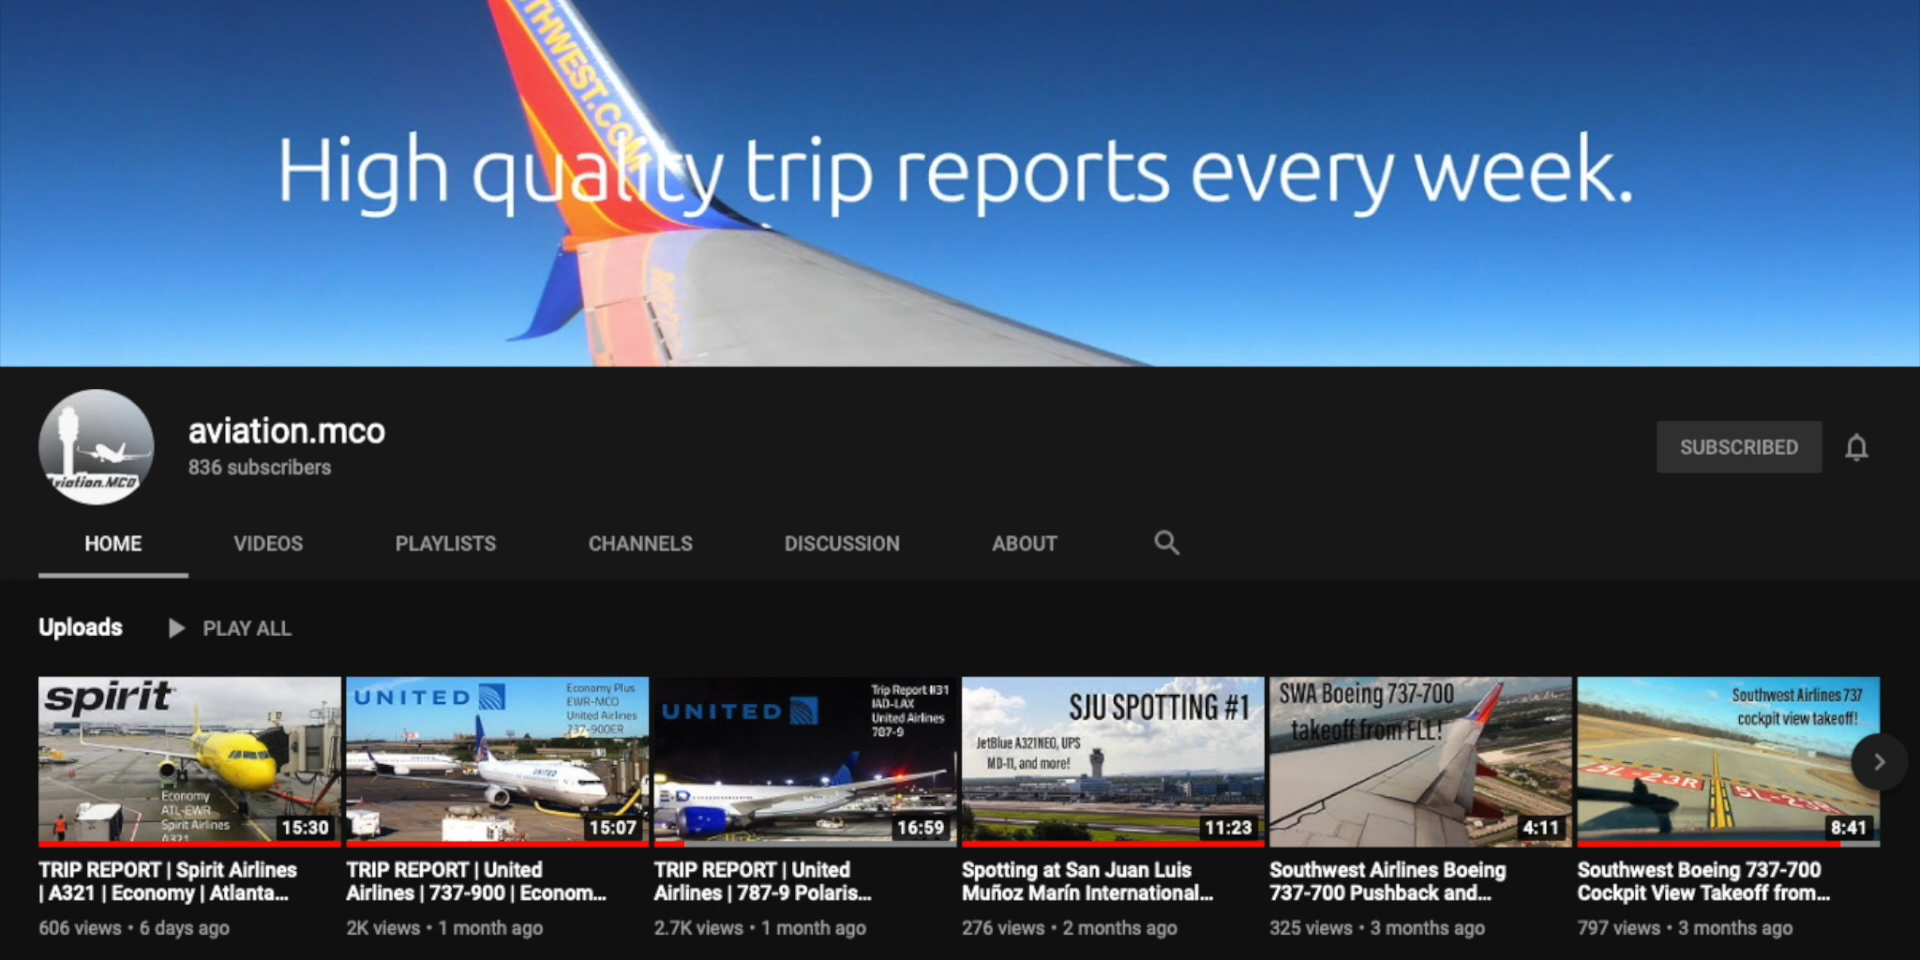 THWEST.COM
High quality trip reports every week.
aviation.mco
836 subscribers
viation.MCO
SUBSCRIBED
HOME
VIDEOS
PLAYLISTS
CHANNELS
DISCUSSION
ABOUT
Uploads
PLAY ALL
spirit
Economy
ATL-EWR
Spirit Airlines
A321
15:30
TRIP REPORT | Spirit Airlines
| A321 | Economy | Atlanta...
606 views • 6 days ago
UNITED
Economy Plus
EWR-MCO
United Airlines
737-900ER
UNITED
15:07
TRIP REPORT | United
Airlines | 737-900 | Econom...
2K views • 1 month ago
UNITED
Trip Report #31
IAD-LAX
United Airlines
787-9
16:59
TRIP REPORT | United
Airlines | 787-9 Polaris...
2.7K views • 1 month ago
SJU SPOTTING #1
JetBlue A321NEO, UPS
MD-11, and more!
11:23
Spotting at San Juan Luis
Muñoz Marín International...
276 views • 2 months ago
SWA Boeing 737-700
takeoff from FLL!
4:11
Southwest Airlines Boeing
737-700 Pushback and...
325 views • 3 months ago
Southwest Airlines 737
cockpit view takeoff!
5L-23R
5L-23R
8:41
Southwest Boeing 737-700
Cockpit View Takeoff from...
797 views • 3 months ago